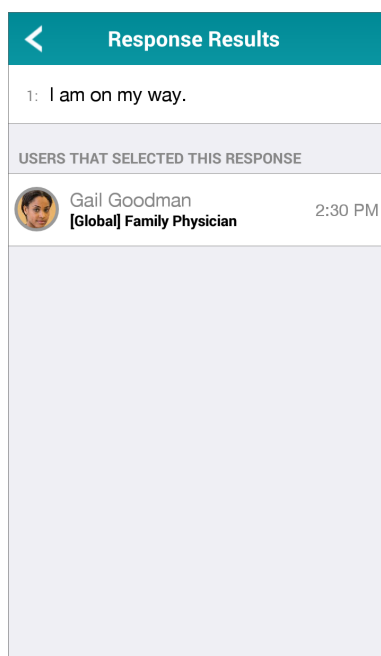 Response Results
1: I am on my way.
USERS THAT SELECTED THIS RESPONSE
Gail Goodman
[Global] Family Physician
2:30 PM